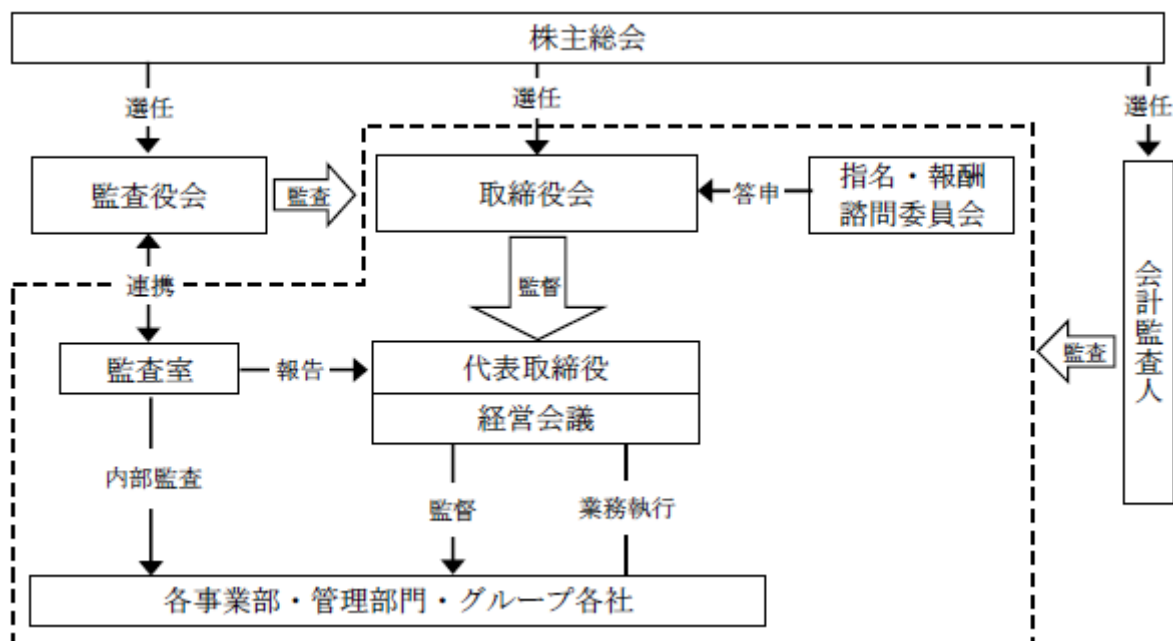 株主総会
選任
選任
選任
監査役会
監査
取締役会
答申
指名・報酬
諮問委員会
連携
監督
会計監査人
監査
監査室
報告
代表取締役
経営会議
内部監査
監督
業務執行
各事業部・管理部門・グループ各社